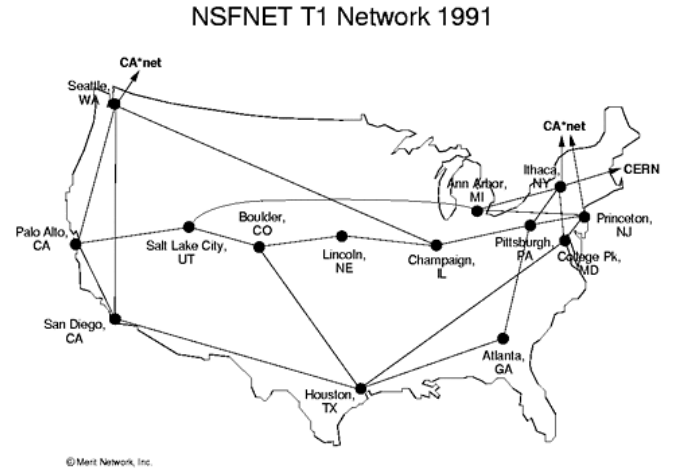 NSFNET T1 Network 1991
CA*net
Seattle,
WA
CA*net
Ithaca,
NY
CERN
Ann Arbor,
MI
Boulder,
CO
Princeton,
NJ
Palo Alto,
CA
Salt Lake City,
UT
Lincoln,
NE
Champaign,
IL
Pittsburgh,
PA
College Pk,
MD
San Diego,
CA
Atlanta,
GA
Houston,
TX
© Merit Network, Inc.